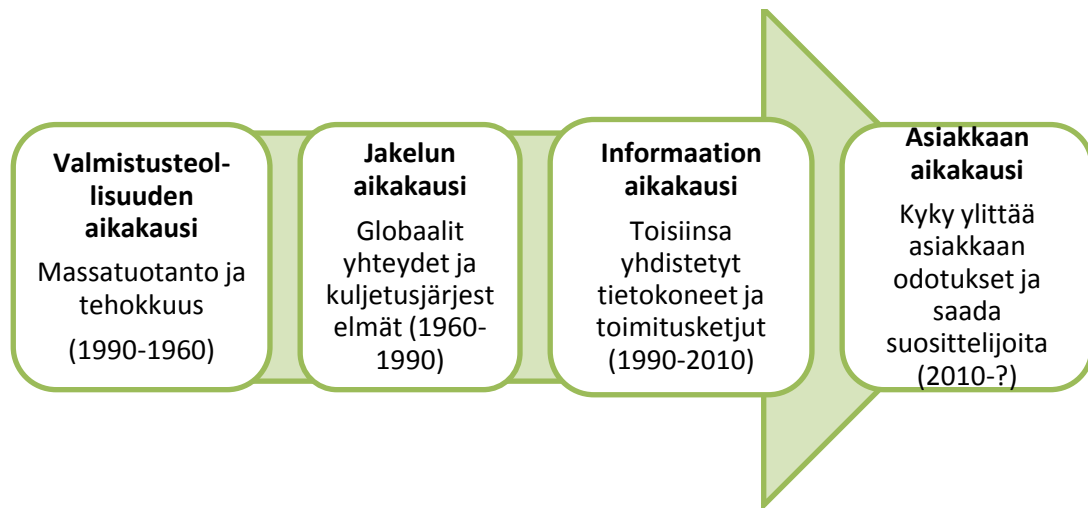 Valmistusteol-
lisuuden
aikakausi
Massatuotanto ja
tehokkuus
(1990-1960)
Jakelun
aikakausi
Globaalit
yhteydet ja
kuljetusjärjest
elmät (1960-
1990)
Informaation
aikakausi
Toisiinsa
yhdistetyt
tietokoneet ja
toimitusketjut
(1990-2010)
Asiakkaan
aikakausi
Kyky ylittää
asiakkaan
odotukset ja
saada
suosittelijoita
(2010-?)